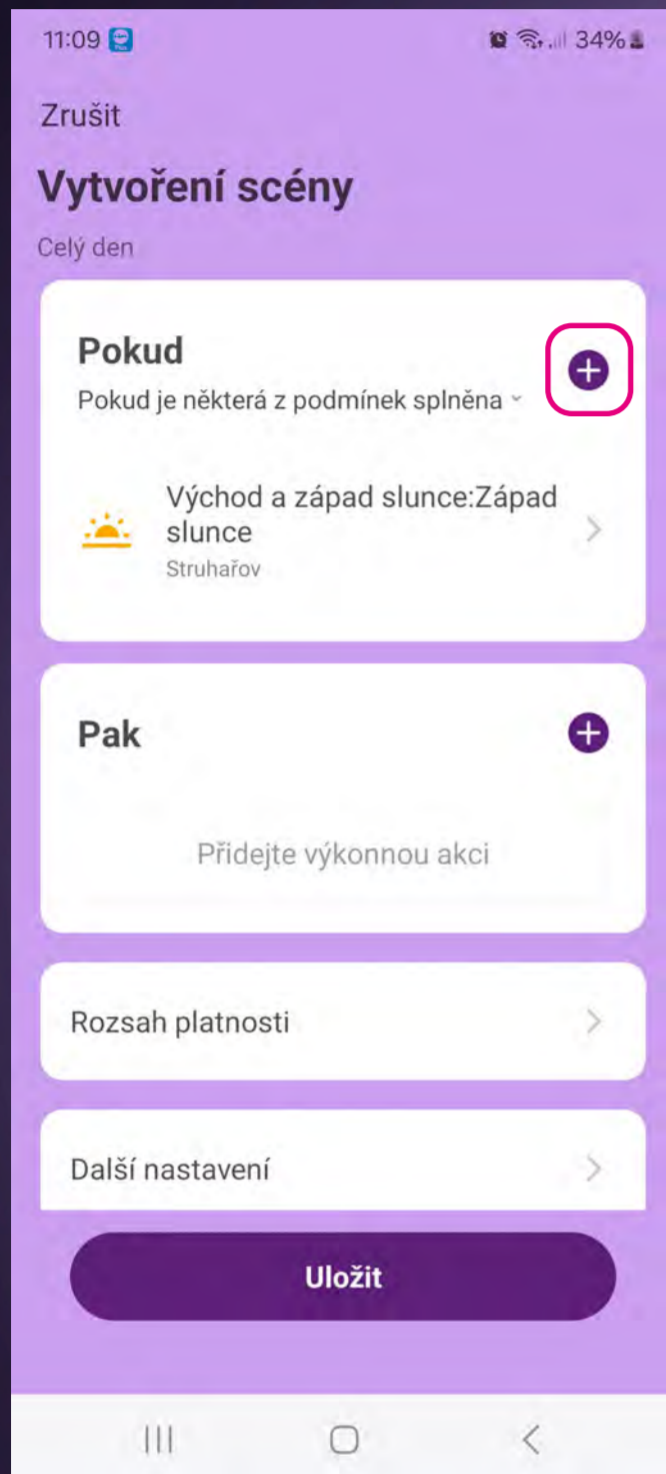 11:09
34%
Zrušit
Vytvoření scény
Celý den
Pokud
Pokud je některá z podmínek splněna
Východ a západ slunce:Západ
slunce
Struhařov
Pak
Přidejte výkonnou akci
Rozsah platnosti
Další nastavení
Uložit